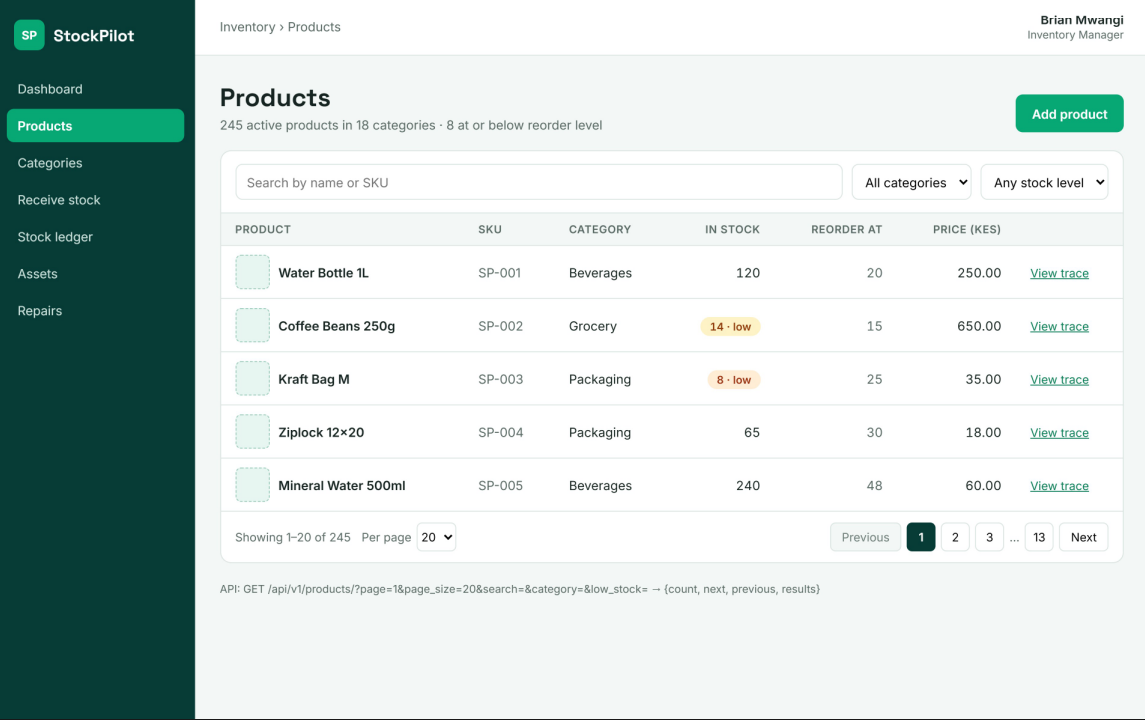 SP StockPilot
Dashboard
Products
Categories
Receive stock
Stock ledger
Assets
Repairs
Inventory › Products
Brian Mwangi
Inventory Manager
Products
245 active products in 18 categories · 8 at or below reorder level
Add product
Search by name or SKU All categories Any stock level
PRODUCT SKU CATEGORY IN STOCK REORDER AT PRICE (KES)
Water Bottle 1L SP-001 Beverages 120 20 250.00 View trace
Coffee Beans 250g SP-002 Grocery 14 · low 15 650.00 View trace
Kraft Bag M SP-003 Packaging 8 · low 25 35.00 View trace
Ziplock 12×20 SP-004 Packaging 65 30 18.00 View trace
Mineral Water 500ml SP-005 Beverages 240 48 60.00 View trace
Showing 1–20 of 245 Per page 20 Previous 1 2 3 ... 13 Next
API: GET /api/v1/products/?page=1&page_size=20&search=&category=&low_stock= → {count, next, previous, results}